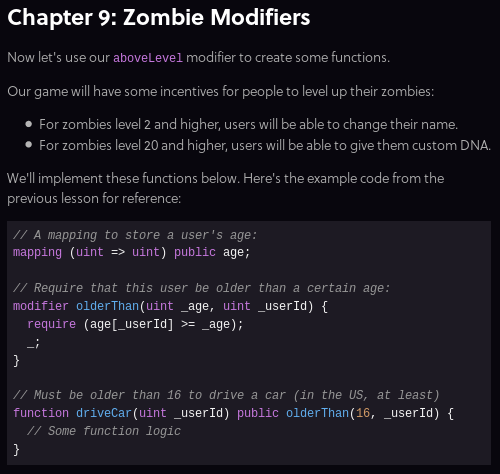 Chapter 9: Zombie Modifiers
Now let's use our aboveLevel modifier to create some functions.
Our game will have some incentives for people to level up their zombies:
• For zombies level 2 and higher, users will be able to change their name.
• For zombies level 20 and higher, users will be able to give them custom DNA.
We'll implement these functions below. Here's the example code from the
previous lesson for reference:
// A mapping to store a user's age:
mapping (uint => uint) public age;
// Require that this user be older than a certain age:
modifier olderThan(uint _age, uint _userId) {
  require (age[_userId] >= _age);
  _;
}
// Must be older than 16 to drive a car (in the US, at least)
function driveCar(uint _userId) public olderThan(16, _userId) {
  // Some function logic
}